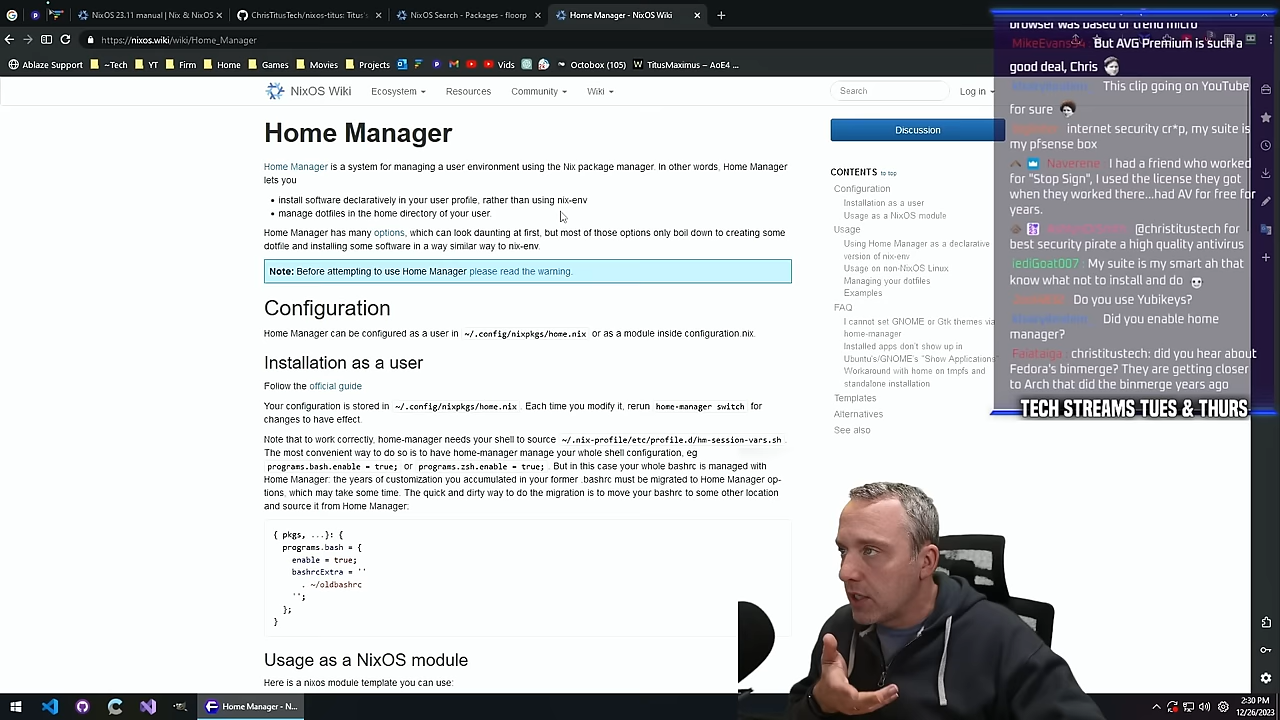 NixOS 23.11 manual | Nix & NixOS
ChrisTitusTech/nixos-titus: Titus
Packages - floorp
Home Manager - NixOS Wiki
https://nixos.wiki/wiki/Home_Manager
Ablaze Support
~Tech
YT
Firm
Home
Games
Movies
Projects
Vids
Octobox (105)
TitusMaximus – AoE4 ...
NixOS Wiki
Ecosystem
Resources
Community
Wiki
Search
Log in
Home Manager
Home Manager is a system for managing a user environment using the Nix package manager. In other words, Home Manager
lets you
• install software declaratively in your user profile, rather than using nix-env
• manage dotfiles in the home directory of your user.
Home Manager has many options, which can look daunting at first, but most of those options only boil down to creating some
dotfile and installing some software in a way similar way to nix-env.
Note: Before attempting to use Home Manager please read the warning.
Configuration
Home Manager configured as a user in ~/.config/nixpkgs/home.nix or as a module inside configuration.nix.
Installation as a user
Follow the official guide
Your configuration is stored in ~/.config/nixpkgs/home.nix . Each time you modify it, rerun home-manager switch for
changes to have effect.
Note that to work correctly, home-manager needs your shell to source ~/.nix-profile/etc/profile.d/hm-session-vars.sh .
The most convenient way to do so is to have home-manager manage your whole shell configuration, eg
programs.bash.enable = true; or programs.zsh.enable = true; . But in this case your whole bashrc is managed with
Home Manager: the years of customization you accumulated in your former .bashrc must be migrated to Home Manager op-
tions, which may take some time. The quick and dirty way to do the migration is to move your bashrc to some other location
and source it from Home Manager:
{ pkgs, ...}: {
programs.bash = {
enable = true;
bashrcExtra = ''
. ~/oldbashrc
'';
};
}
Usage as a NixOS module
Here is a nixos module template you can use:
Discussion
CONTENTS to top
Configuration
Installation as a user
Usage as a NixOS module
Usage
Using Home Manager as a declarative
version of nix-env
Usage on non-NixOS Linux
Managing your dotfiles
Examples
FAQ
I cannot set GNOME or Gtk themes via
home-manager
Installed apps don't show up in
Ubuntu's/GNOME's "Show Applications"
Workaround with home on tmpfs and
standalone installation
Templates
Alternatives
See also
browser was based of trend micro
MikeEvans94 But AVG Premium is such a
good deal, Chris
This clip going on YouTube
for sure
internet security cr*p, my suite is
my pfsense box
Naverene I had a friend who worked
for "Stop Sign", I used the license they got
when they worked there...had AV for free for
years.
@christitustech for
best security pirate a high quality antivirus
jediGoat007 : My suite is my smart ah that
know what not to install and do
Do you use Yubikeys?
Did you enable home
manager?
Falataiga : christitustech: did you hear about
Fedora's binmerge? They are getting closer
to Arch that did the binmerge years ago
TECH STREAMS TUES & THURS
Home Manager - N...
2:30 PM
12/26/2023